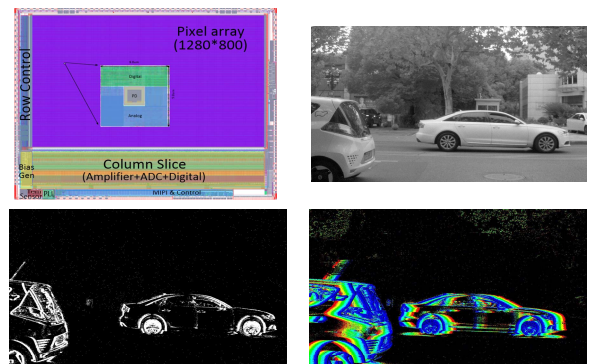 Pixel array
(1280*800)
Row Control
Digital
PD
Analog
Column Slice
(Amplifier+ADC+Digital)
Bias
Gen
Sensor
PLL
MIPI & Control